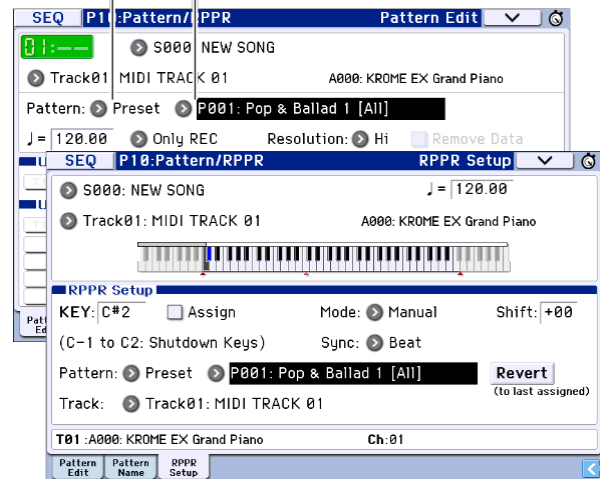 SEQ P10:Pattern/RPPR Pattern Edit
01:-- S000: NEW SONG
Track01: MIDI TRACK 01 A000: KROME EX Grand Piano
Pattern: Preset P001: Pop & Ballad 1 [All]
♩= 120.00 Only REC Resolution: Hi Remove Data
SEQ P10:Pattern/RPPR RPPR Setup
S000: NEW SONG ♩= 120.00
Track01: MIDI TRACK 01 A000: KROME EX Grand Piano
RPPR Setup
KEY: C#2 Assign Mode: Manual Shift: +00
(C-1 to C2: Shutdown Keys) Sync: Beat
Pattern: Preset P001: Pop & Ballad 1 [All] Revert
(to last assigned)
Track: Track01: MIDI TRACK 01
T01 :A000: KROME EX Grand Piano Ch:01
Pattern Edit Pattern Name RPPR Setup